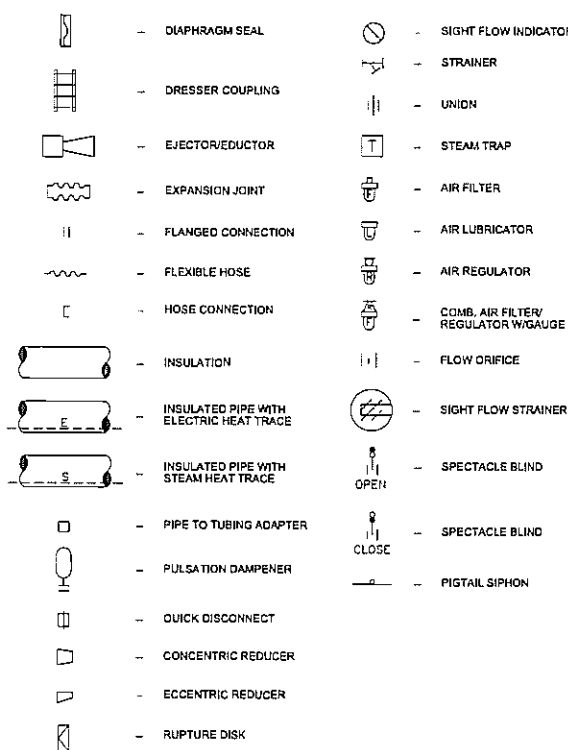 DIAPHRAGM SEAL
DRESSER COUPLING
EJECTOR/EDUCTOR
EXPANSION JOINT
FLANGED CONNECTION
FLEXIBLE HOSE
HOSE CONNECTION
INSULATION
E
INSULATED PIPE WITH
ELECTRIC HEAT TRACE
S
INSULATED PIPE WITH
STEAM HEAT TRACE
PIPE TO TUBING ADAPTER
PULSATION DAMPENER
QUICK DISCONNECT
CONCENTRIC REDUCER
ECCENTRIC REDUCER
RUPTURE DISK
SIGHT FLOW INDICATOR
STRAINER
UNION
T
STEAM TRAP
F
AIR FILTER
L
AIR LUBRICATOR
R
AIR REGULATOR
F
COMB. AIR FILTER/
REGULATOR W/GAUGE
FLOW ORIFICE
SIGHT FLOW STRAINER
OPEN
SPECTACLE BLIND
CLOSE
SPECTACLE BLIND
PIGTAIL SIPHON